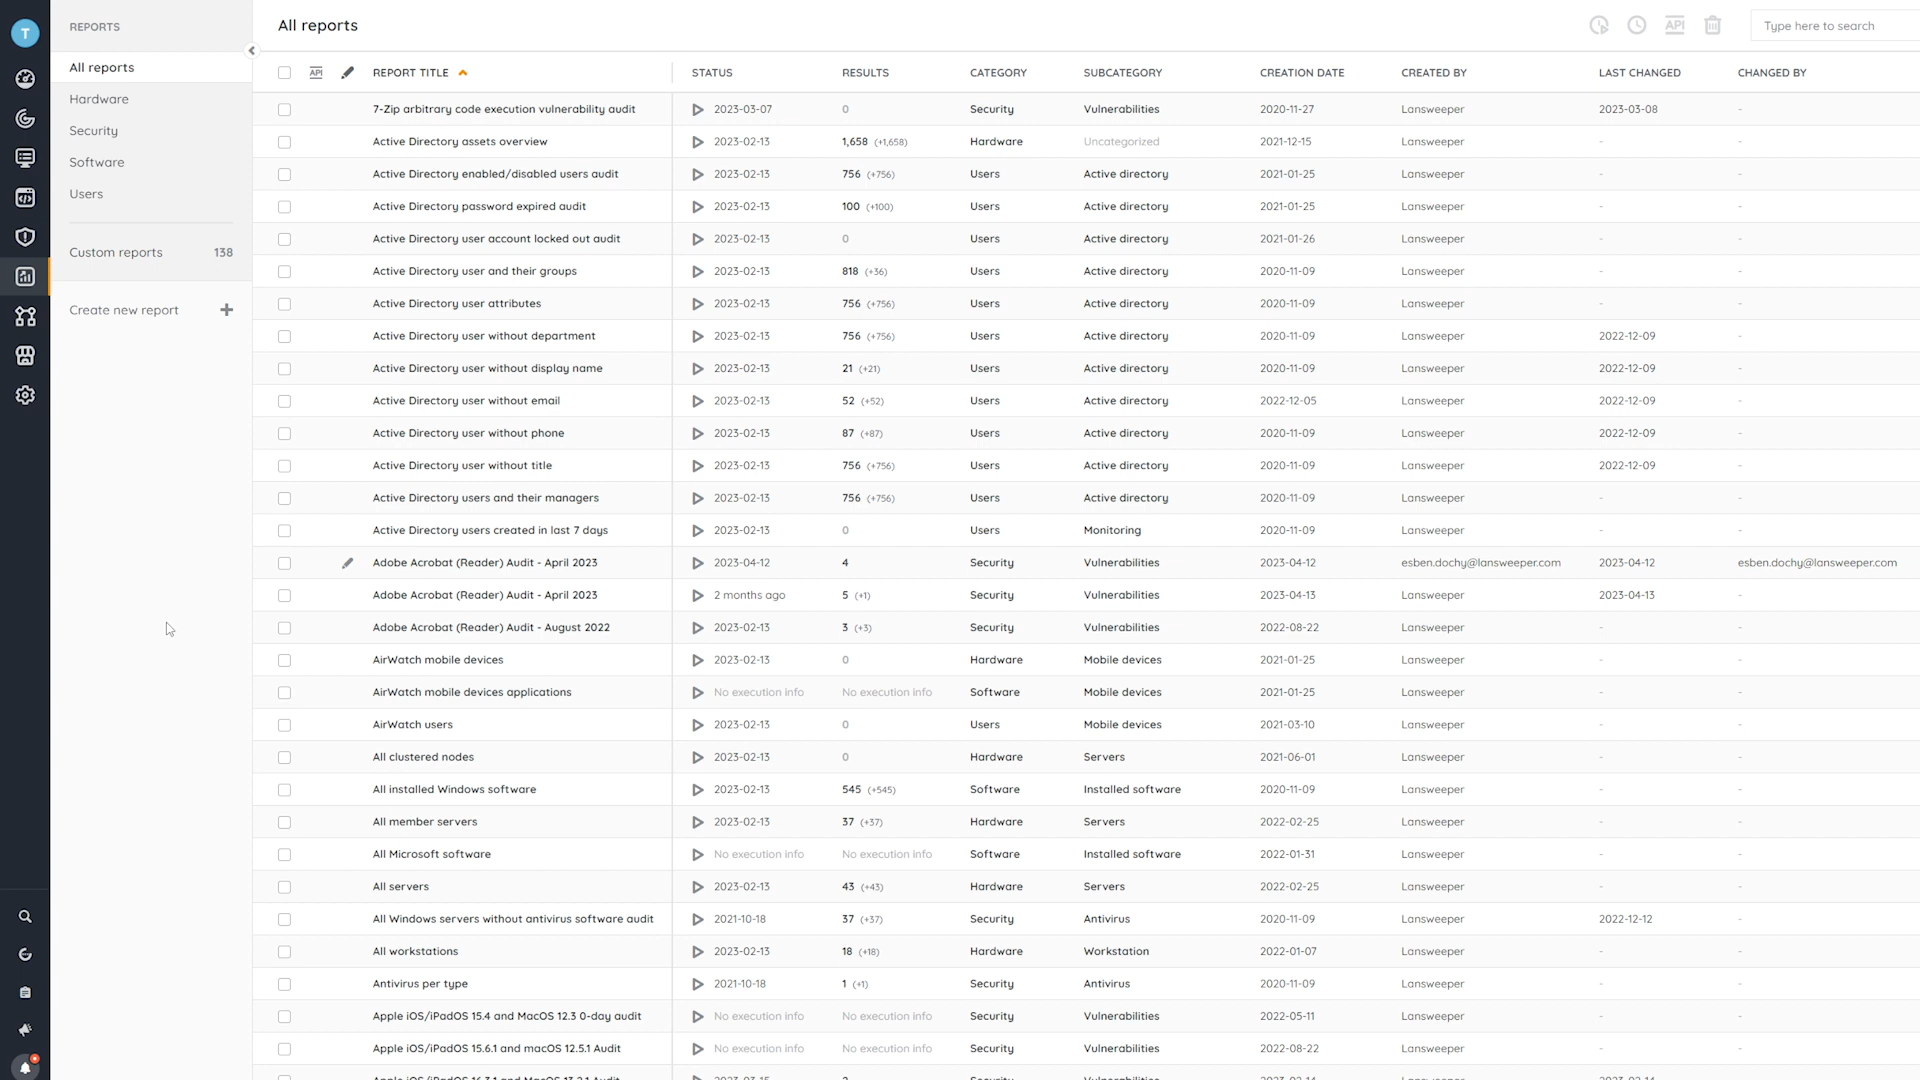 T
REPORTS
All reports
Hardware
Security
Software
Users
Custom reports 138
Create new report
All reports
API
Type here to search
API REPORT TITLE STATUS RESULTS CATEGORY SUBCATEGORY CREATION DATE CREATED BY LAST CHANGED CHANGED BY
7-Zip arbitrary code execution vulnerability audit 2023-03-07 0 Security Vulnerabilities 2020-11-27 Lansweeper 2023-03-08 -
Active Directory assets overview 2023-02-13 1,658 (+1,658) Hardware Uncategorized 2021-12-15 Lansweeper - -
Active Directory enabled/disabled users audit 2023-02-13 756 (+756) Users Active directory 2021-01-25 Lansweeper - -
Active Directory password expired audit 2023-02-13 100 (+100) Users Active directory 2021-01-25 Lansweeper - -
Active Directory user account locked out audit 2023-02-13 0 Users Active directory 2021-01-26 Lansweeper - -
Active Directory user and their groups 2023-02-13 818 (+36) Users Active directory 2020-11-09 Lansweeper - -
Active Directory user attributes 2023-02-13 756 (+756) Users Active directory 2020-11-09 Lansweeper - -
Active Directory user without department 2023-02-13 756 (+756) Users Active directory 2020-11-09 Lansweeper 2022-12-09 -
Active Directory user without display name 2023-02-13 21 (+21) Users Active directory 2020-11-09 Lansweeper 2022-12-09 -
Active Directory user without email 2023-02-13 52 (+52) Users Active directory 2022-12-05 Lansweeper 2022-12-09 -
Active Directory user without phone 2023-02-13 87 (+87) Users Active directory 2020-11-09 Lansweeper 2022-12-09 -
Active Directory user without title 2023-02-13 756 (+756) Users Active directory 2020-11-09 Lansweeper 2022-12-09 -
Active Directory users and their managers 2023-02-13 756 (+756) Users Active directory 2020-11-09 Lansweeper - -
Active Directory users created in last 7 days 2023-02-13 0 Users Monitoring 2020-11-09 Lansweeper - -
Adobe Acrobat (Reader) Audit - April 2023 2023-04-12 4 Security Vulnerabilities 2023-04-12 esben.dochy@lansweeper.com 2023-04-12 esben.dochy@lansweeper.com
Adobe Acrobat (Reader) Audit - April 2023 2 months ago 5 (+1) Security Vulnerabilities 2023-04-13 Lansweeper 2023-04-13 -
Adobe Acrobat (Reader) Audit - August 2022 2023-02-13 3 (+3) Security Vulnerabilities 2022-08-22 Lansweeper - -
AirWatch mobile devices 2023-02-13 0 Hardware Mobile devices 2021-01-25 Lansweeper - -
AirWatch mobile devices applications No execution info No execution info Software Mobile devices 2021-01-25 Lansweeper - -
AirWatch users 2023-02-13 0 Users Mobile devices 2021-03-10 Lansweeper - -
All clustered nodes 2023-02-13 0 Hardware Servers 2021-06-01 Lansweeper - -
All installed Windows software 2023-02-13 545 (+545) Software Installed software 2020-11-09 Lansweeper - -
All member servers 2023-02-13 37 (+37) Hardware Servers 2022-02-25 Lansweeper - -
All Microsoft software No execution info No execution info Software Installed software 2022-01-31 Lansweeper - -
All servers 2023-02-13 43 (+43) Hardware Servers 2022-02-25 Lansweeper - -
All Windows servers without antivirus software audit 2021-10-18 37 (+37) Security Antivirus 2020-11-09 Lansweeper 2022-12-12 -
All workstations 2023-02-13 18 (+18) Hardware Workstation 2022-01-07 Lansweeper - -
Antivirus per type 2021-10-18 1 (+1) Security Antivirus 2020-11-09 Lansweeper - -
Apple iOS/iPadOS 15.4 and MacOS 12.3 0-day audit No execution info No execution info Security Vulnerabilities 2022-05-11 Lansweeper - -
Apple iOS/iPadOS 15.6.1 and macOS 12.5.1 Audit No execution info No execution info Security Vulnerabilities 2022-08-22 Lansweeper - -